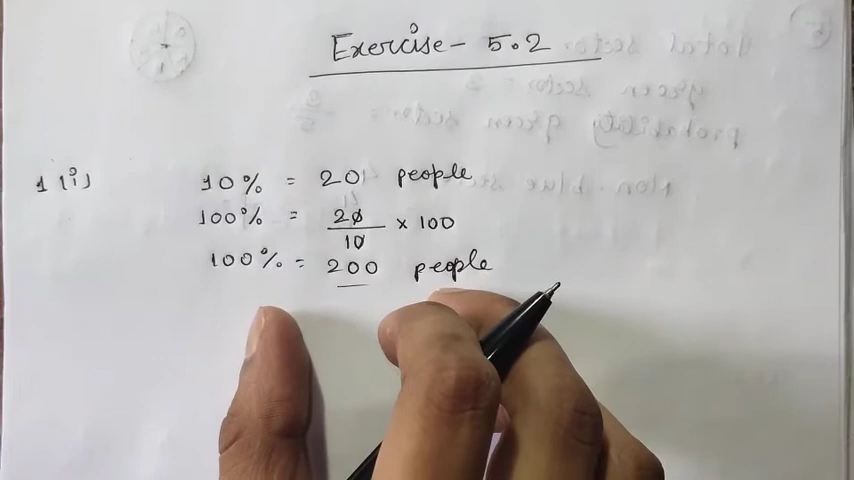 Exercise - 5.2
1 (i) 10% = 20 people
100% = 20/10 × 100
100% = 200 people